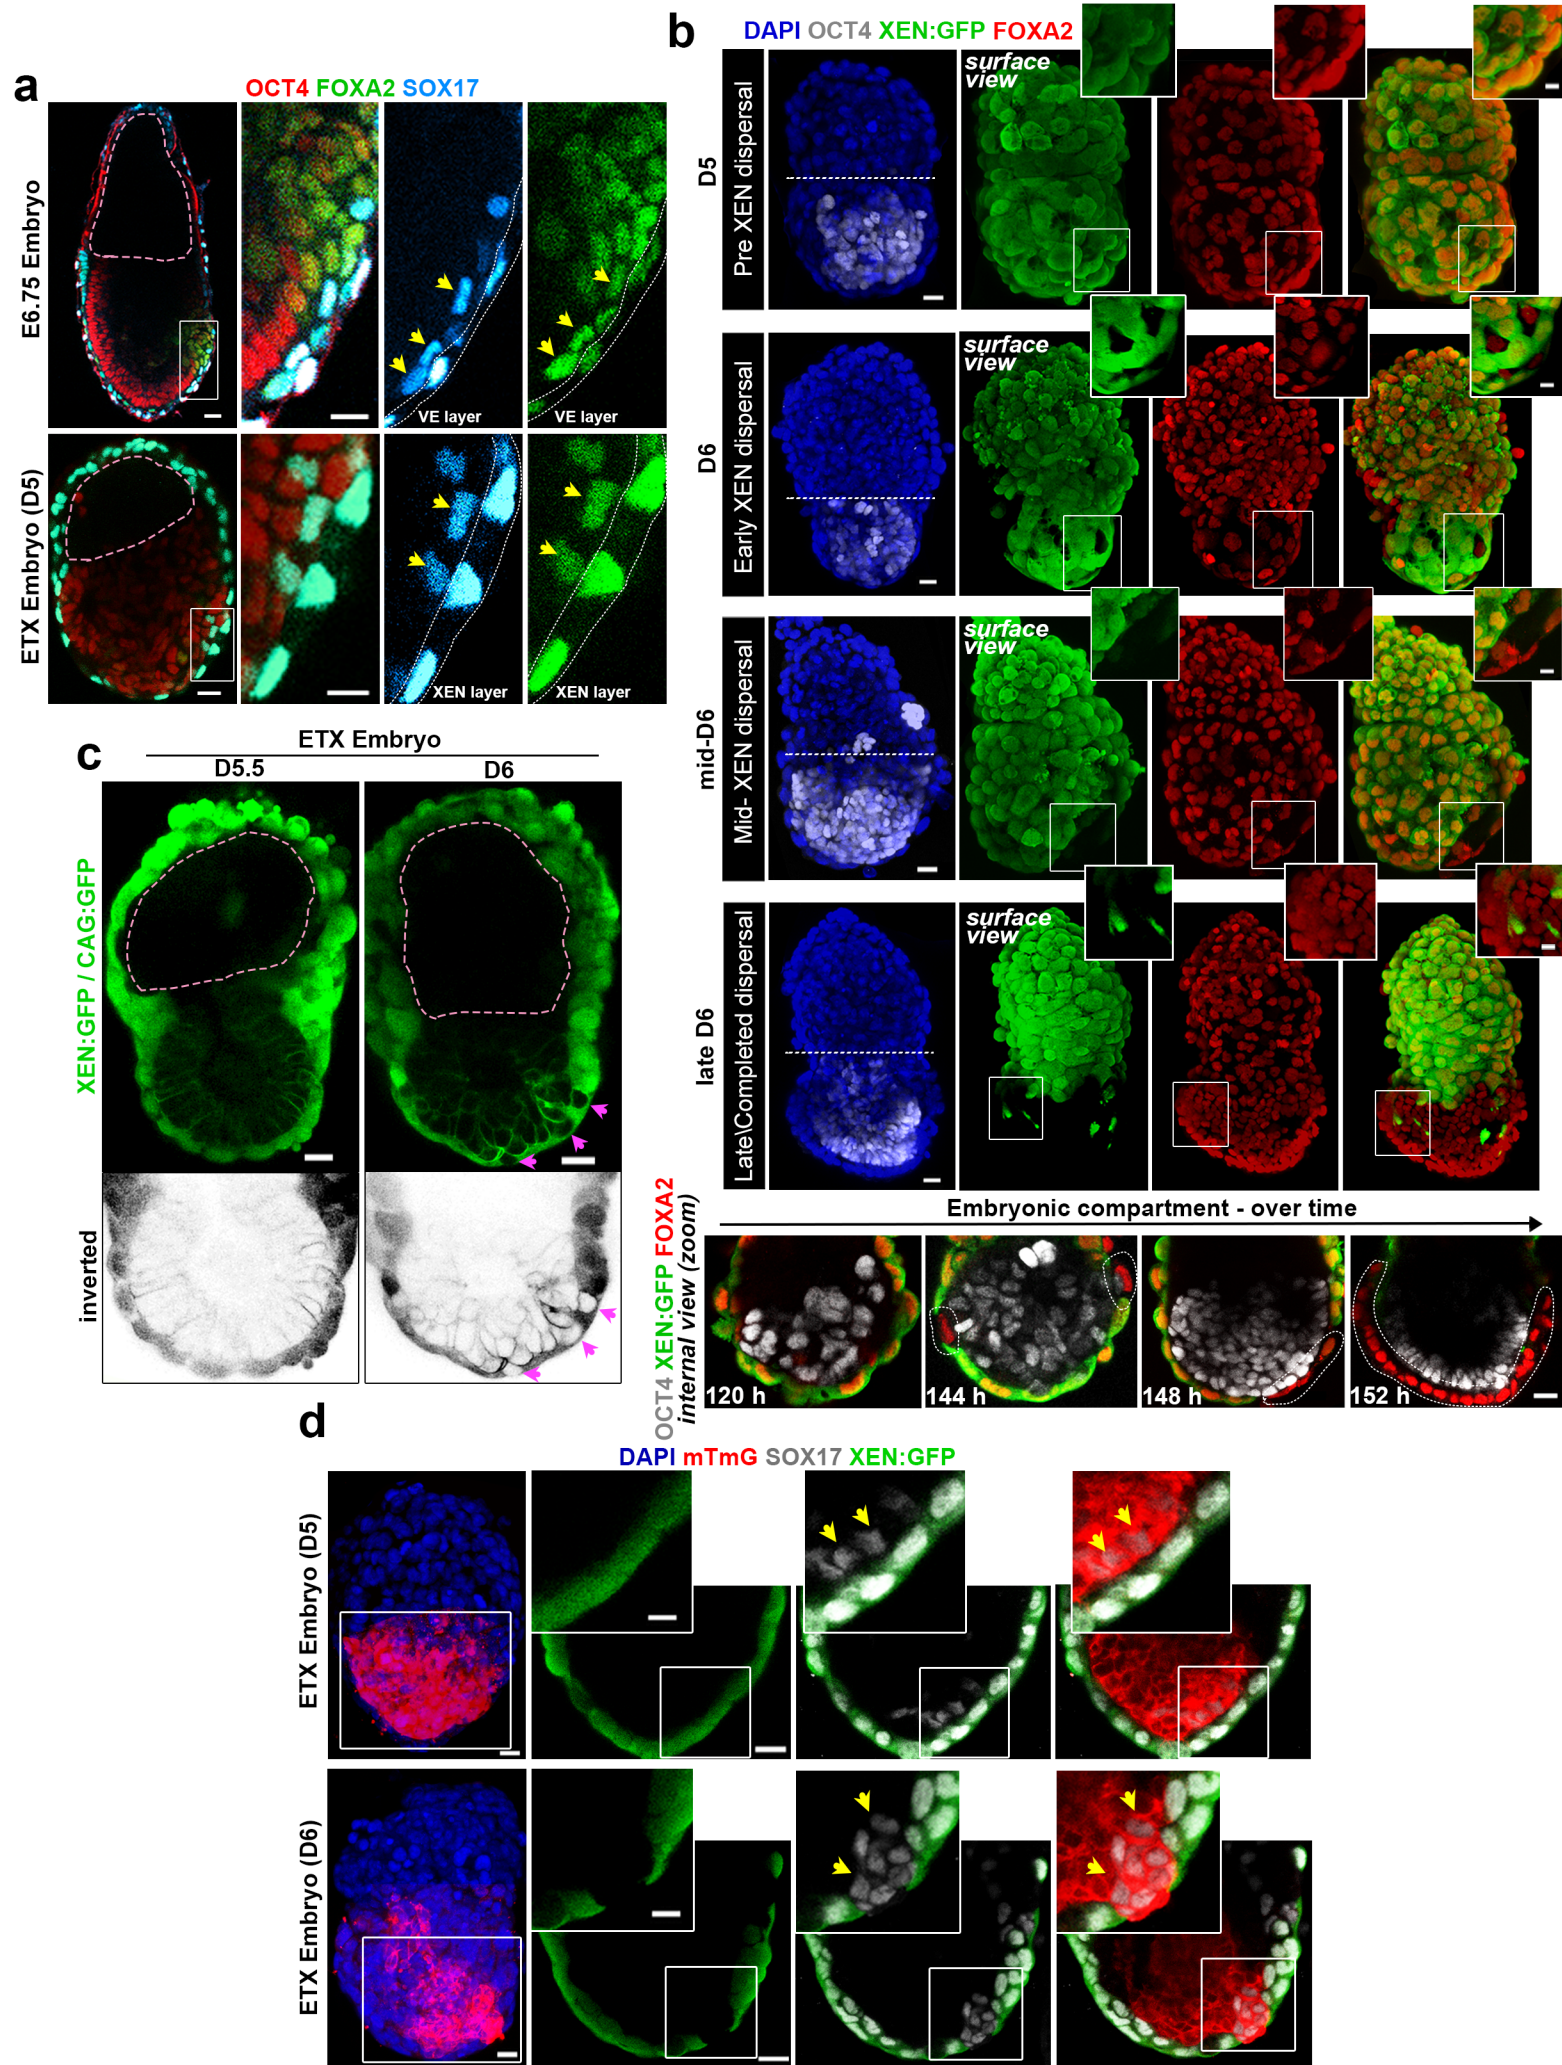 a
OCT4 FOXA2 SOX17
E6.75 Embryo
VE layer
VE layer
ETX Embryo (D5)
XEN layer
XEN layer
b
DAPI OCT4 XEN:GFP FOXA2
D5
Pre XEN dispersal
surface
view
D6
Early XEN dispersal
surface
view
mid-D6
Mid- XEN dispersal
surface
view
late D6
Late\Completed dispersal
surface
view
Embryonic compartment - over time
OCT4 XEN:GFP FOXA2
internal view (zoom)
120 h
144 h
148 h
152 h
c
ETX Embryo
D5.5
D6
XEN:GFP / CAG:GFP
inverted
d
DAPI mTmG SOX17 XEN:GFP
ETX Embryo (D5)
ETX Embryo (D6)